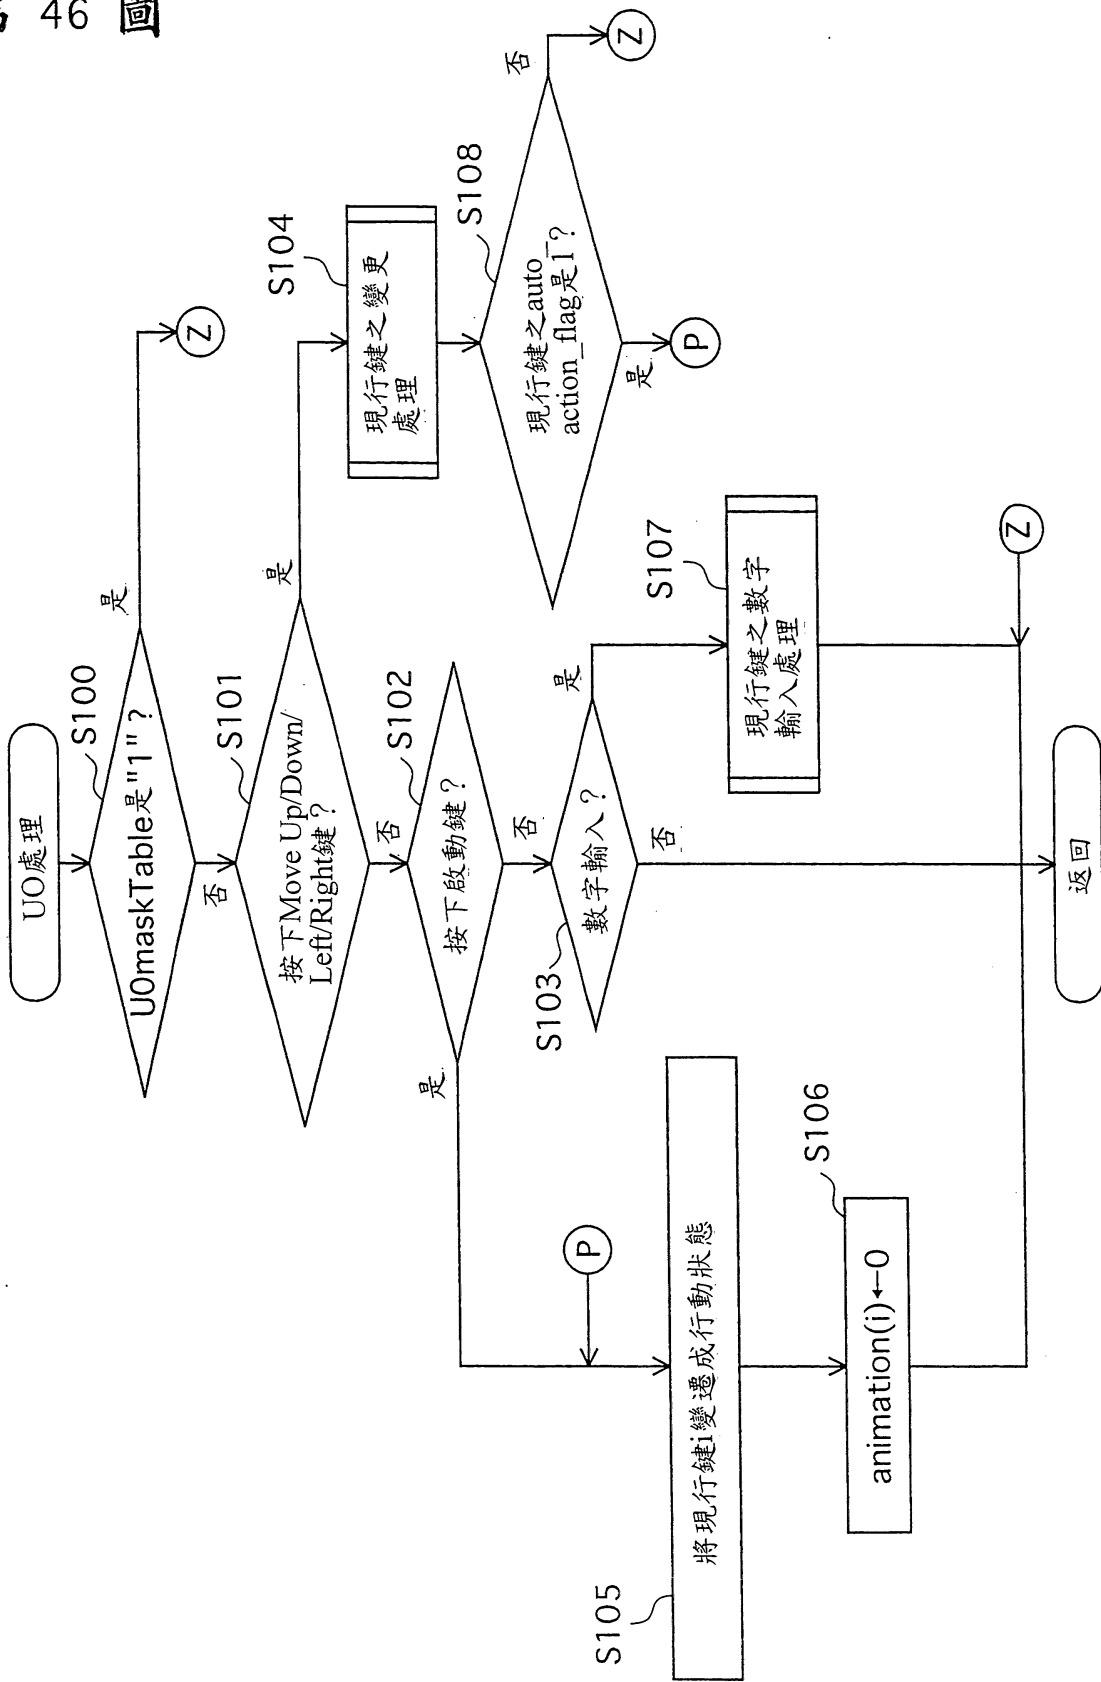 46 圖
UO處理
S100
UOmaskTable是"1"?
是
Z
否
S101
按下Move Up/Down/
Left/Right鍵?
是
S104
現行鍵之變更
處理
S108
現行鍵之auto_
action_flag是1?
否
Z
是
P
否
S102
按下啟動鍵?
是
P
S105
將現行鍵i變遷成行動狀態
S106
animation(i)←0
否
S103
數字輸入?
是
S107
現行鍵之數字
輸入處理
Z
否
返回